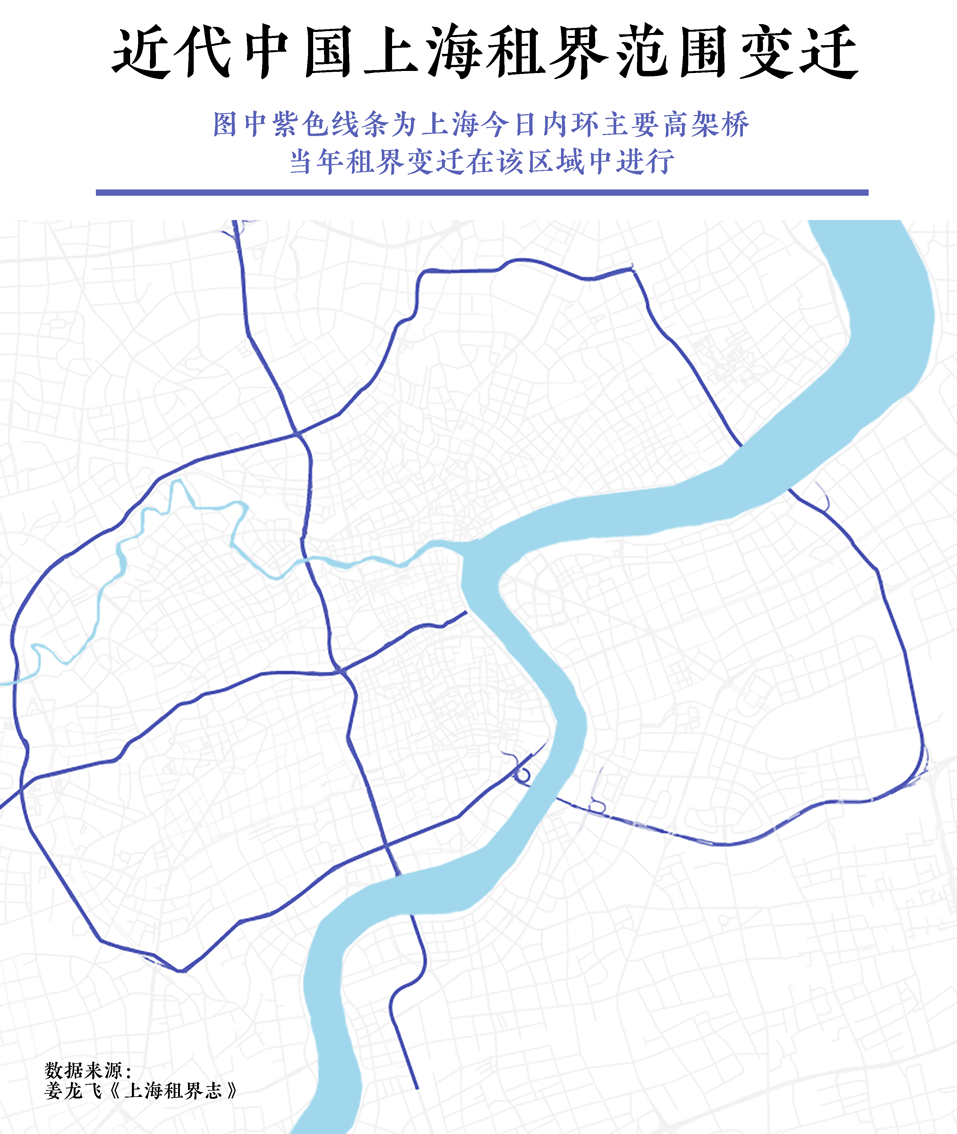 近代中国上海租界范围变迁
图中紫色线条为上海今日内环主要高架桥
当年租界变迁在该区域中进行
数据来源：
姜龙飞《上海租界志》